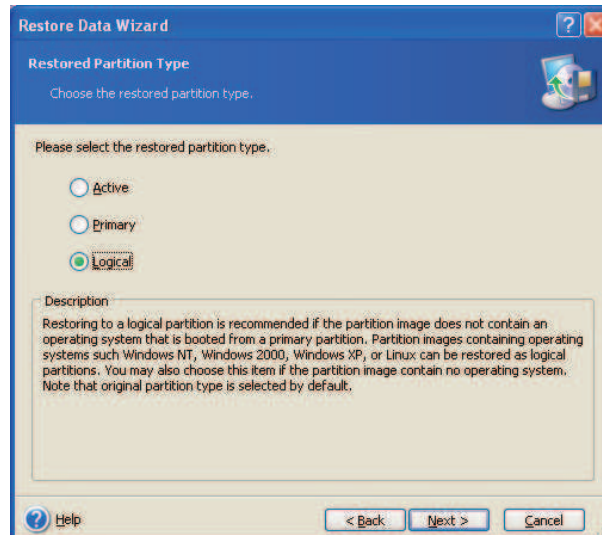 Restore Data Wizard
Restored Partition Type
Choose the restored partition type.
Please select the restored partition type.
Active
Primary
Logical
Description
Restoring to a logical partition is recommended if the partition image does not contain an
operating system that is booted from a primary partition. Partition images containing operating
systems such Windows NT, Windows 2000, Windows XP, or Linux can be restored as logical
partitions. You may also choose this item if the partition image contain no operating system.
Note that original partition type is selected by default.
Help
< Back
Next >
Cancel